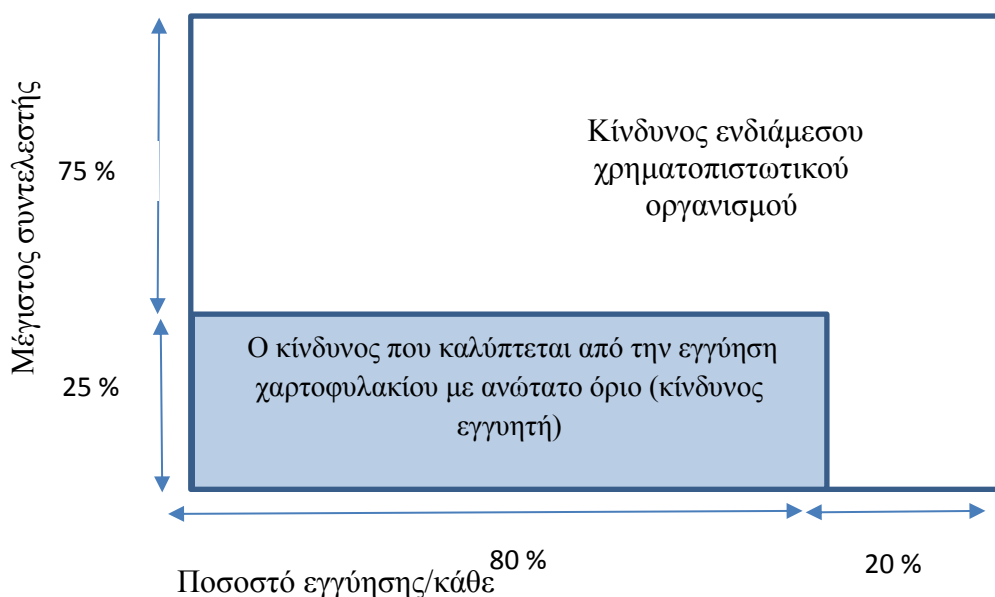 Μέγιστος συντελεστής
75 %
25 %
Κίνδυνος ενδιάμεσου
χρηματοπιστωτικού
οργανισμού
Ο κίνδυνος που καλύπτεται από την εγγύηση
χαρτοφυλακίου με ανώτατο όριο (κίνδυνος
εγγυητή)
80 %
20 %
Ποσοστό εγγύησης/κάθε